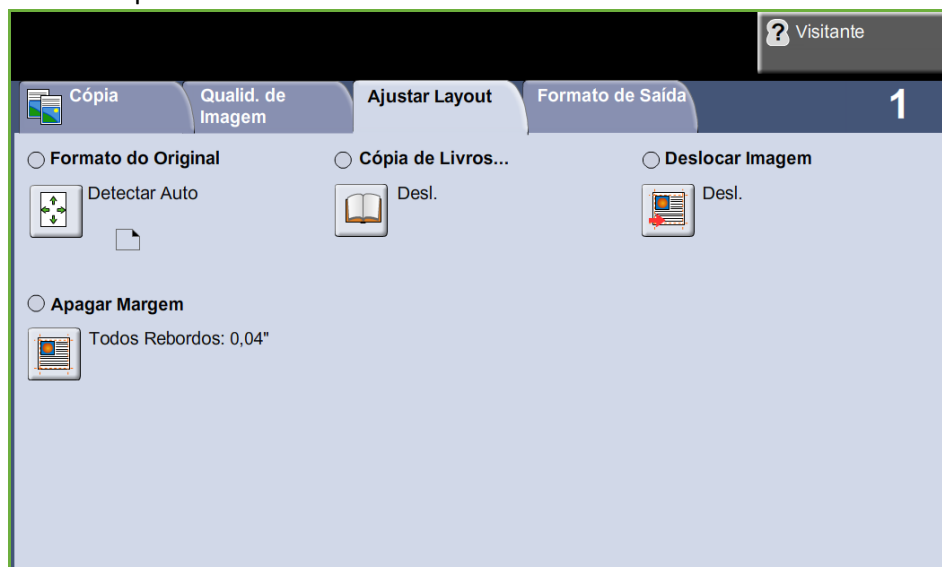 Visitante
Cópia
Qualid. de
Imagem
Ajustar Layout
Formato de Saída
1
Formato do Original
Detectar Auto
Cópia de Livros...
Desl.
Deslocar Imagem
Desl.
Apagar Margem
Todos Rebordos: 0,04"